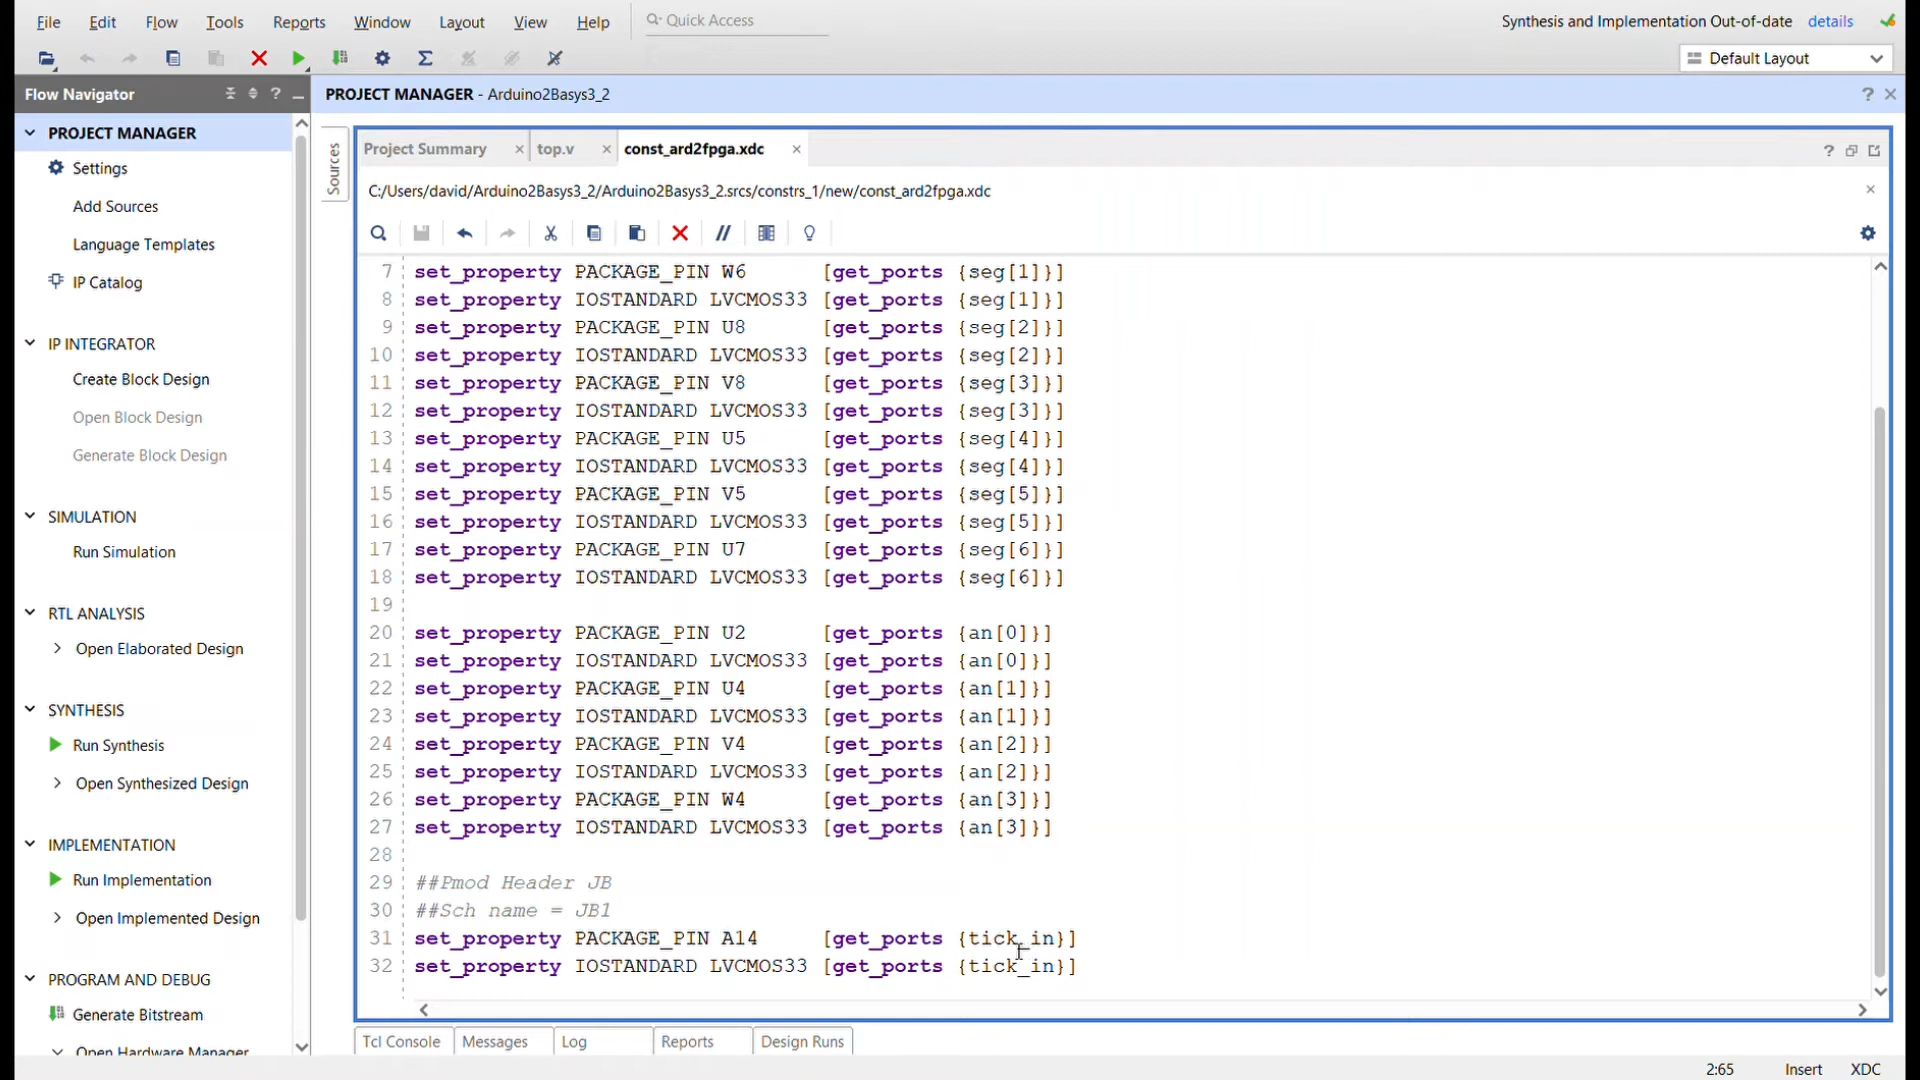 File Edit Flow Tools Reports Window Layout View Help Quick Access Synthesis and Implementation Out-of-date details
Default Layout
Flow Navigator
PROJECT MANAGER - Arduino2Basys3_2
PROJECT MANAGER
Settings
Add Sources
Language Templates
IP Catalog
IP INTEGRATOR
Create Block Design
Open Block Design
Generate Block Design
SIMULATION
Run Simulation
RTL ANALYSIS
Open Elaborated Design
SYNTHESIS
Run Synthesis
Open Synthesized Design
IMPLEMENTATION
Run Implementation
Open Implemented Design
PROGRAM AND DEBUG
Generate Bitstream
Open Hardware Manager
Sources
Project Summary top.v const_ard2fpga.xdc
C:/Users/david/Arduino2Basys3_2/Arduino2Basys3_2.srcs/constrs_1/new/const_ard2fpga.xdc
7 set_property PACKAGE_PIN W6 [get_ports {seg[1]}]
8 set_property IOSTANDARD LVCMOS33 [get_ports {seg[1]}]
9 set_property PACKAGE_PIN U8 [get_ports {seg[2]}]
10 set_property IOSTANDARD LVCMOS33 [get_ports {seg[2]}]
11 set_property PACKAGE_PIN V8 [get_ports {seg[3]}]
12 set_property IOSTANDARD LVCMOS33 [get_ports {seg[3]}]
13 set_property PACKAGE_PIN U5 [get_ports {seg[4]}]
14 set_property IOSTANDARD LVCMOS33 [get_ports {seg[4]}]
15 set_property PACKAGE_PIN V5 [get_ports {seg[5]}]
16 set_property IOSTANDARD LVCMOS33 [get_ports {seg[5]}]
17 set_property PACKAGE_PIN U7 [get_ports {seg[6]}]
18 set_property IOSTANDARD LVCMOS33 [get_ports {seg[6]}]
19
20 set_property PACKAGE_PIN U2 [get_ports {an[0]}]
21 set_property IOSTANDARD LVCMOS33 [get_ports {an[0]}]
22 set_property PACKAGE_PIN U4 [get_ports {an[1]}]
23 set_property IOSTANDARD LVCMOS33 [get_ports {an[1]}]
24 set_property PACKAGE_PIN V4 [get_ports {an[2]}]
25 set_property IOSTANDARD LVCMOS33 [get_ports {an[2]}]
26 set_property PACKAGE_PIN W4 [get_ports {an[3]}]
27 set_property IOSTANDARD LVCMOS33 [get_ports {an[3]}]
28
29 ##Pmod Header JB
30 ##Sch name = JB1
31 set_property PACKAGE_PIN A14 [get_ports {tick_in}]
32 set_property IOSTANDARD LVCMOS33 [get_ports {tick_in}]
Tcl Console Messages Log Reports Design Runs
2:65 Insert XDC